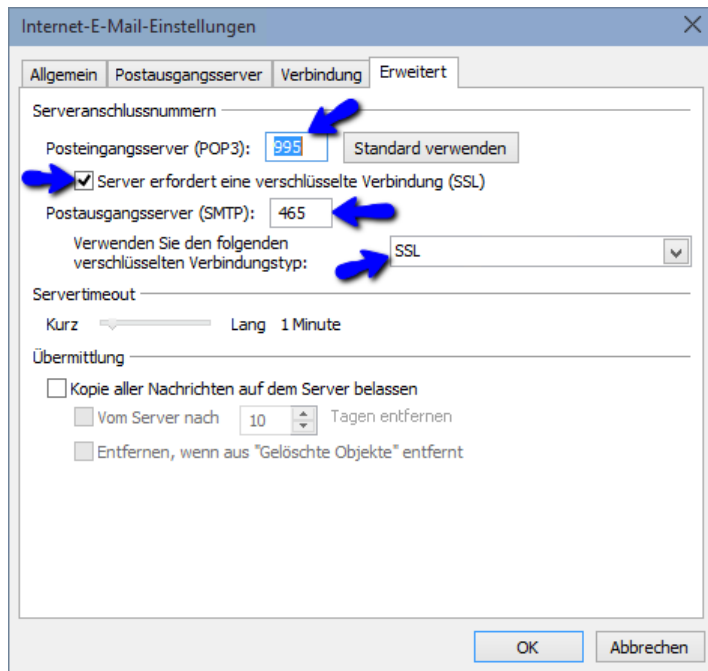 Internet-E-Mail-Einstellungen
Allgemein Postausgangsserver Verbindung Erweitert
Serveranschlussnummern
Posteingangsserver (POP3): 995 Standard verwenden
Server erfordert eine verschlüsselte Verbindung (SSL)
Postausgangsserver (SMTP): 465
Verwenden Sie den folgenden
verschlüsselten Verbindungstyp: SSL
Servertimeout
Kurz Lang 1 Minute
Übermittlung
Kopie aller Nachrichten auf dem Server belassen
Vom Server nach 10 Tagen entfernen
Entfernen, wenn aus "Gelöschte Objekte" entfernt
OK Abbrechen